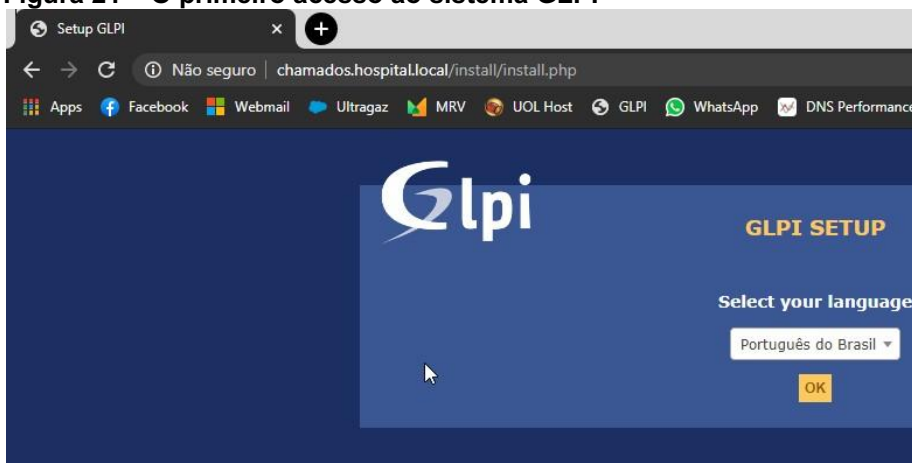 Figura 21 – O primeiro acesso ao sistema GLPI
Setup GLPI
Não seguro | chamados.hospital.local/install/install.php
Apps Facebook Webmail Ultragaz MRV UOL Host GLPI WhatsApp DNS Performance
Glpi
GLPI SETUP
Select your language
Português do Brasil
OK